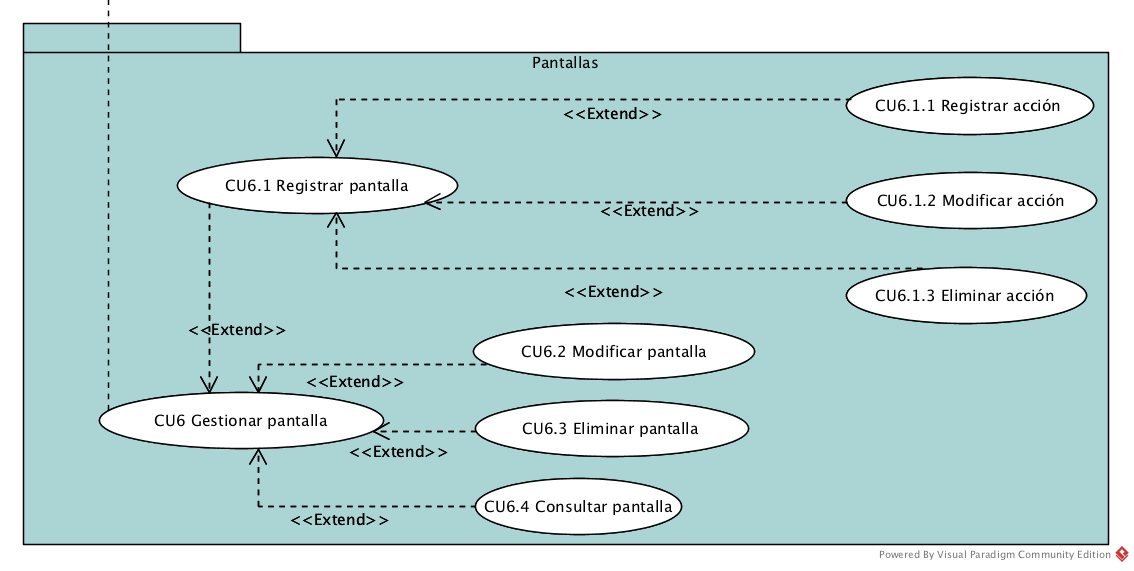 Pantallas
CU6.1.1 Registrar acción
<<Extend>>
CU6.1 Registrar pantalla
CU6.1.2 Modificar acción
<<Extend>>
<<Extend>>
CU6.1.3 Eliminar acción
<<Extend>>
CU6.2 Modificar pantalla
<<Extend>>
CU6 Gestionar pantalla
CU6.3 Eliminar pantalla
<<Extend>>
CU6.4 Consultar pantalla
<<Extend>>
Powered By Visual Paradigm Community Edition